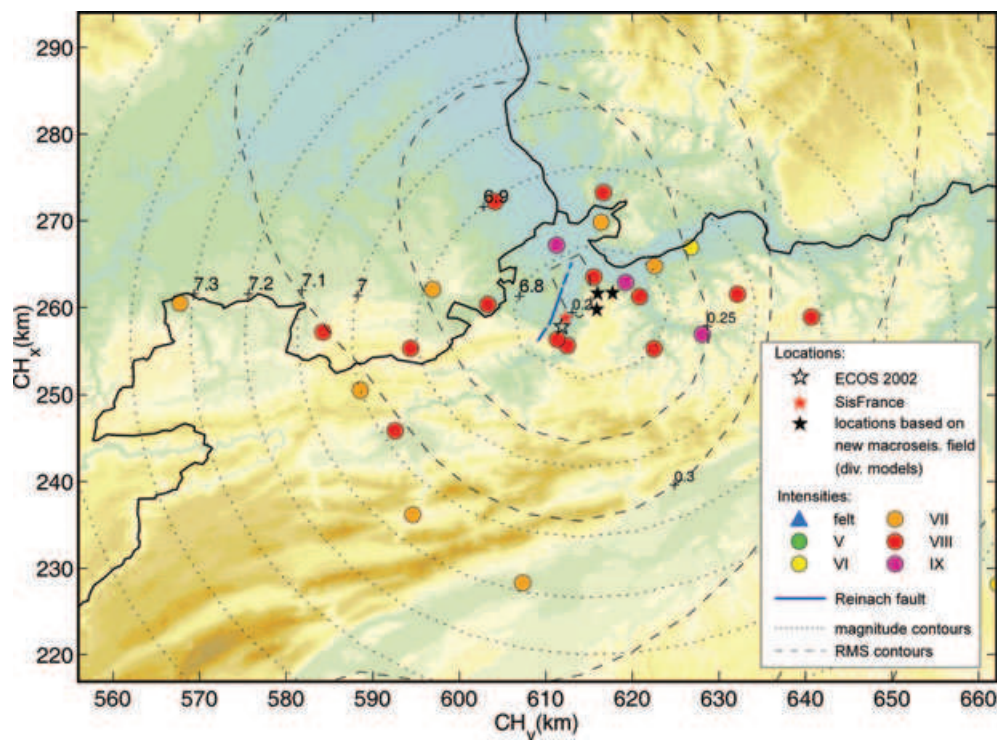 290
280
270
260
250
240
230
220
CHx(km)
6.9
7.3
7.2
7.1
7
6.8
0.2
0.25
0.3
Locations:
ECOS 2002
SisFrance
locations based on
new macroseis. field
(div. models)
Intensities:
felt
VII
V
VIII
VI
IX
Reinach fault
magnitude contours
RMS contours
560 570 580 590 600 610 620 630 640 650 660
CHy(km)